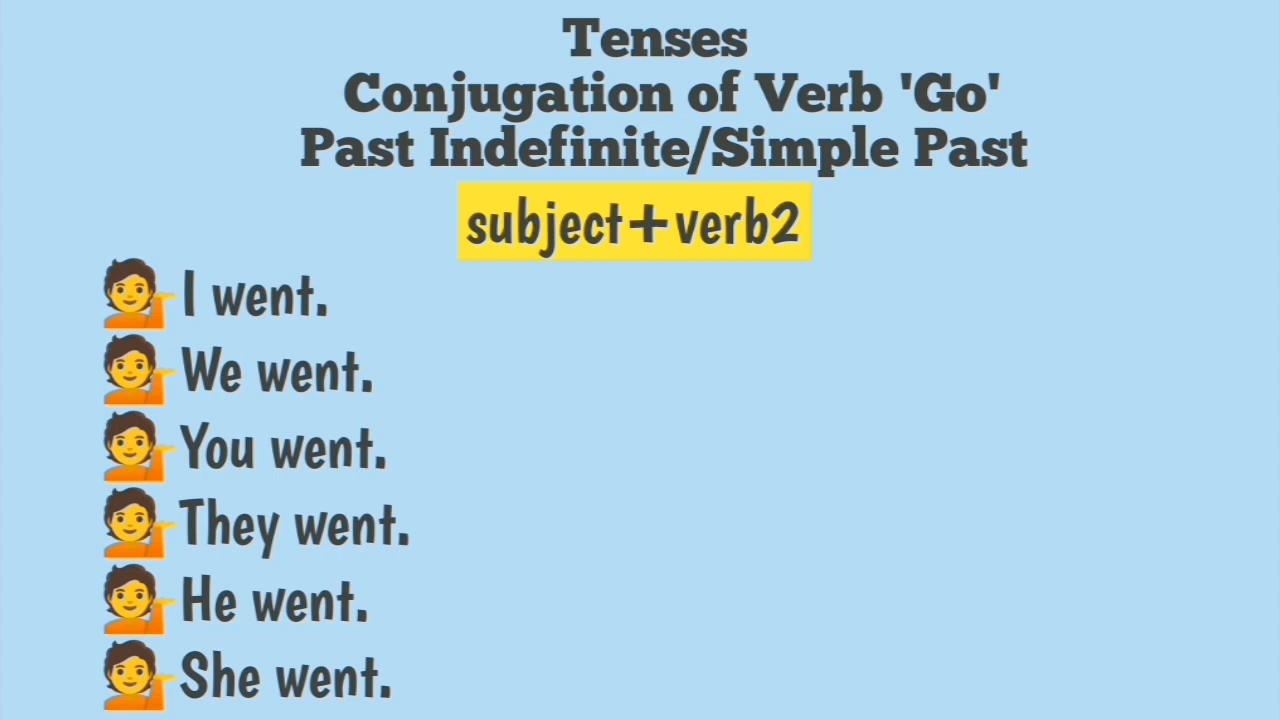 Tenses
Conjugation of Verb 'Go'
Past Indefinite/Simple Past
subject+verb2
I went.
We went.
You went.
They went.
He went.
She went.